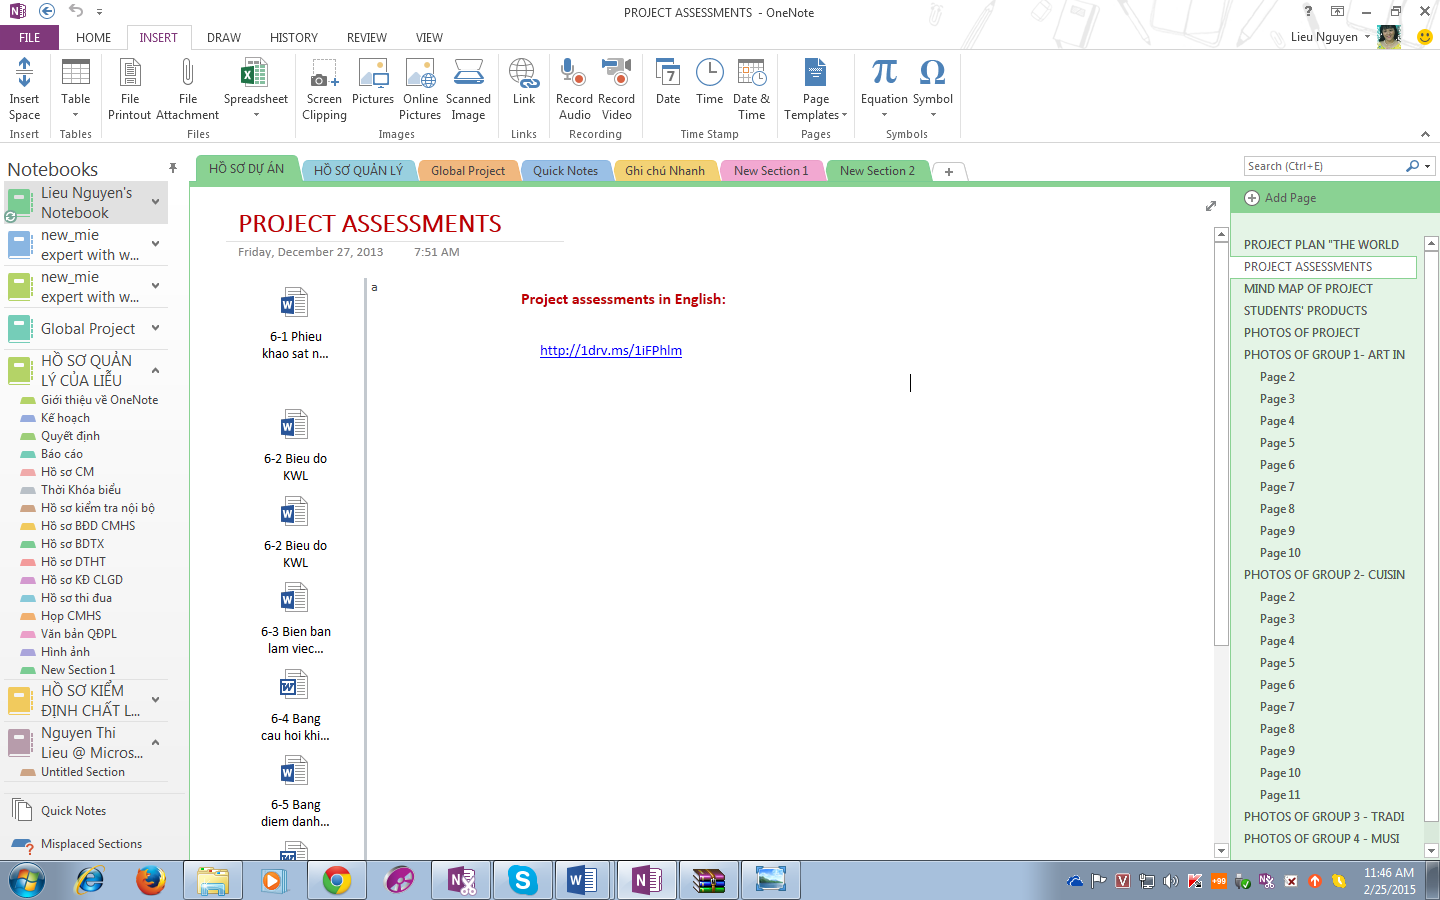 PROJECT ASSESSMENTS - OneNote
FILE
HOME
INSERT
DRAW
HISTORY
REVIEW
VIEW
Lieu Nguyen
Insert Space
Table
File Printout
File Attachment
Spreadsheet
Screen Clipping
Pictures
Online Pictures
Scanned Image
Link
Record Audio
Record Video
Date
Time
Date & Time
Page Templates
Equation
Symbol
Insert
Tables
Files
Images
Links
Recording
Time Stamp
Pages
Symbols
Notebooks
HỒ SƠ DỰ ÁN
HỒ SƠ QUẢN LÝ
Global Project
Quick Notes
Ghi chú Nhanh
New Section 1
New Section 2
Search (Ctrl+E)
Lieu Nguyen's
Notebook
new_mie
expert with w...
new_mie
expert with w...
Global Project
HỒ SƠ QUẢN
LÝ CỦA LIỄU
Giới thiệu về OneNote
Kế hoạch
Quyết định
Báo cáo
Hồ sơ CM
Thời Khóa biểu
Hồ sơ kiểm tra nội bộ
Hồ sơ BĐD CMHS
Hồ sơ BDTX
Hồ sơ DTHT
Hồ sơ KĐ CLGD
Hồ sơ thi đua
Họp CMHS
Văn bản QĐPL
Hình ảnh
New Section 1
HỒ SƠ KIỂM
ĐỊNH CHẤT L...
Nguyen Thi
Lieu @ Micros...
Untitled Section
Quick Notes
Misplaced Sections
PROJECT ASSESSMENTS
Friday, December 27, 2013 7:51 AM
6-1 Phieu
khao sat n...
6-2 Bieu do
KWL
6-2 Bieu do
KWL
6-3 Bien ban
lam viec...
6-4 Bang
cau hoi khi...
6-5 Bang
diem danh...
a
Project assessments in English:
http://1drv.ms/1iFPhlm
Add Page
PROJECT PLAN "THE WORLD
PROJECT ASSESSMENTS
MIND MAP OF PROJECT
STUDENTS' PRODUCTS
PHOTOS OF PROJECT
PHOTOS OF GROUP 1- ART IN
Page 2
Page 3
Page 4
Page 5
Page 6
Page 7
Page 8
Page 9
Page 10
PHOTOS OF GROUP 2- CUISIN
Page 2
Page 3
Page 4
Page 5
Page 6
Page 7
Page 8
Page 9
Page 10
Page 11
PHOTOS OF GROUP 3 - TRADI
PHOTOS OF GROUP 4 - MUSI
+99
11:46 AM
2/25/2015